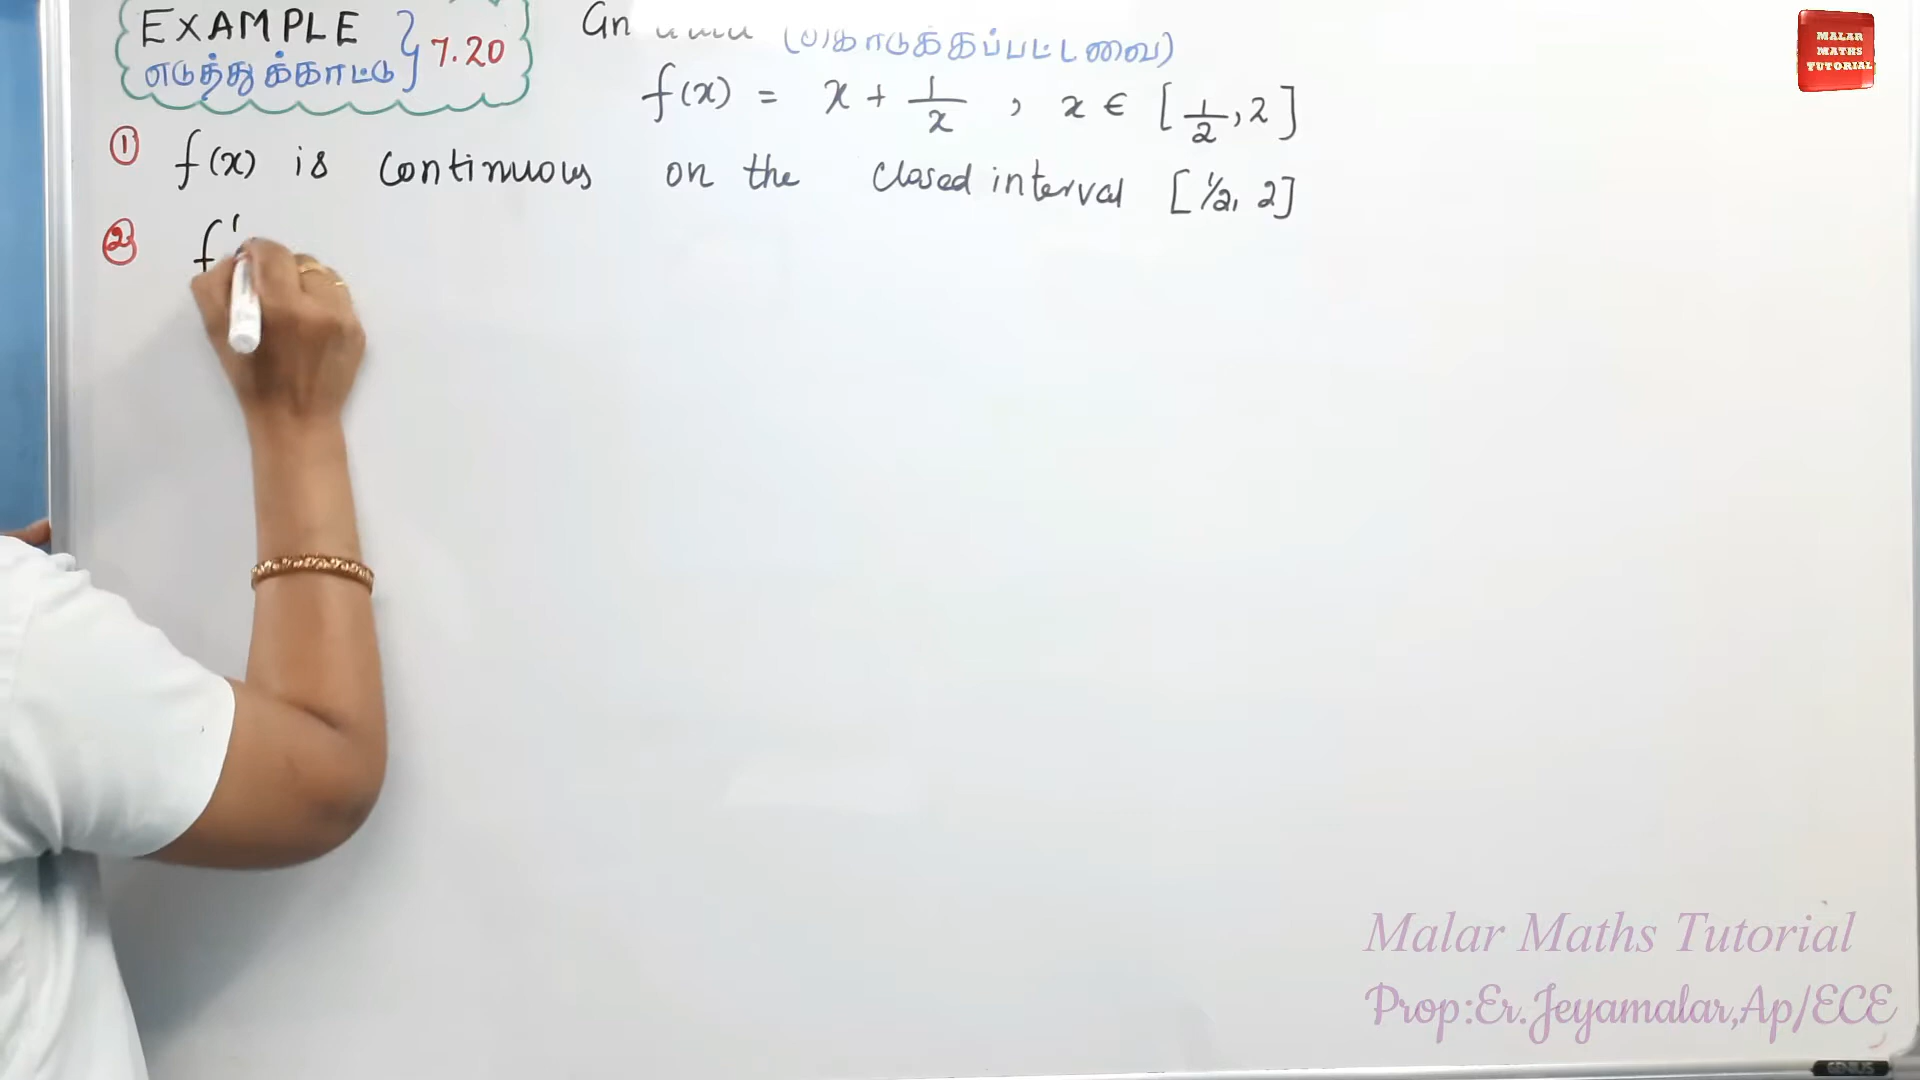 EXAMPLE
எடுத்துக்காட்டு } 7.20
(கொடுக்கப்பட்டவை)
f(x) = x + 1/x , x ∈ [1/2, 2]
① f(x) is continuous on the closed interval [1/2, 2]
② f'
MALAR
MATHS
TUTORIAL
Malar Maths Tutorial
Prop:Er.Jeyamalar,Ap/ECE
GENIUS